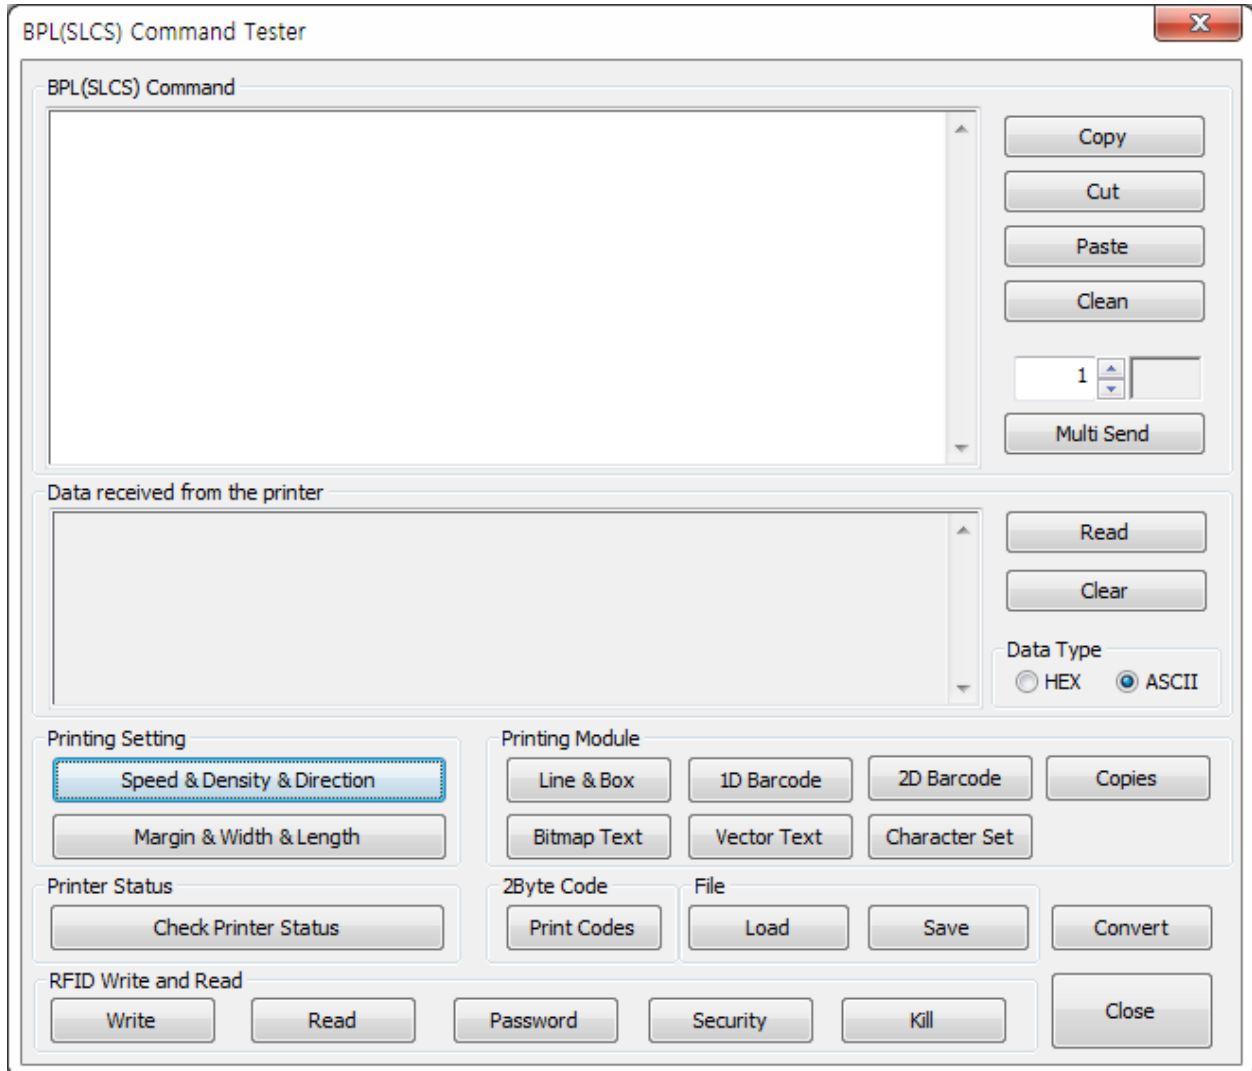 BPL(SLCS) Command Tester
BPL(SLCS) Command
Copy
Cut
Paste
Clean
1
Multi Send
Data received from the printer
Read
Clear
Data Type
HEX ASCII
Printing Setting
Speed & Density & Direction
Margin & Width & Length
Printing Module
Line & Box 1D Barcode 2D Barcode Copies
Bitmap Text Vector Text Character Set
Printer Status
Check Printer Status
2Byte Code
Print Codes
File
Load Save
Convert
RFID Write and Read
Write Read Password Security Kill
Close